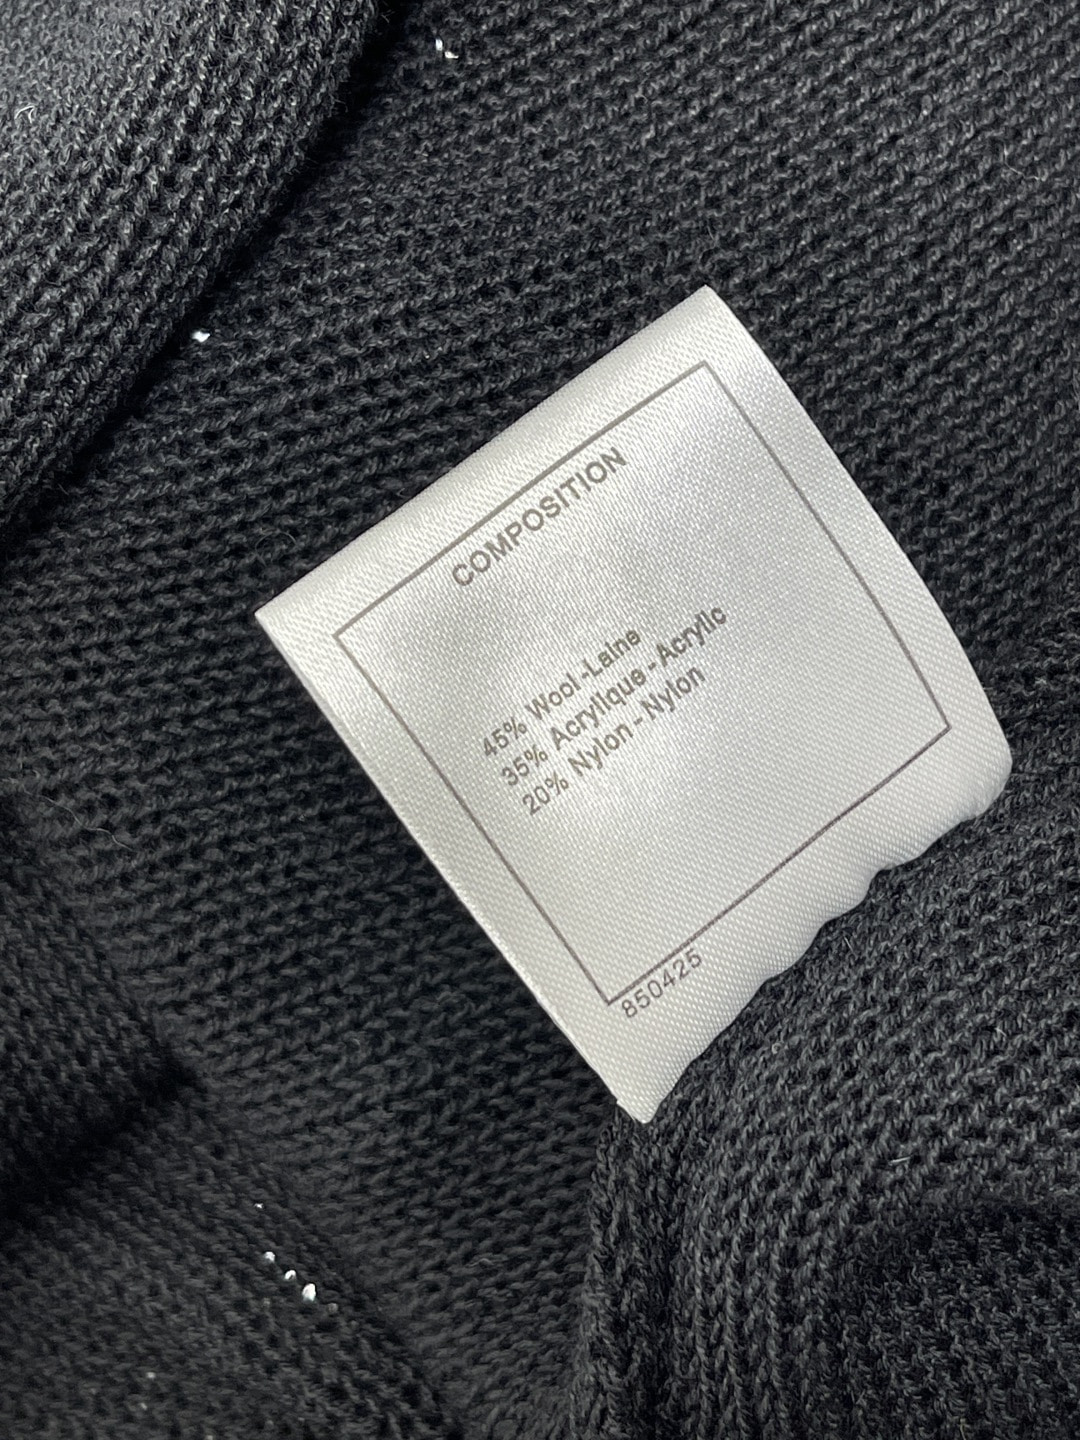 COMPOSITION
45% Wool -Laine
35% Acrylique - Acrylic
20% Nylon - Nylon
850425